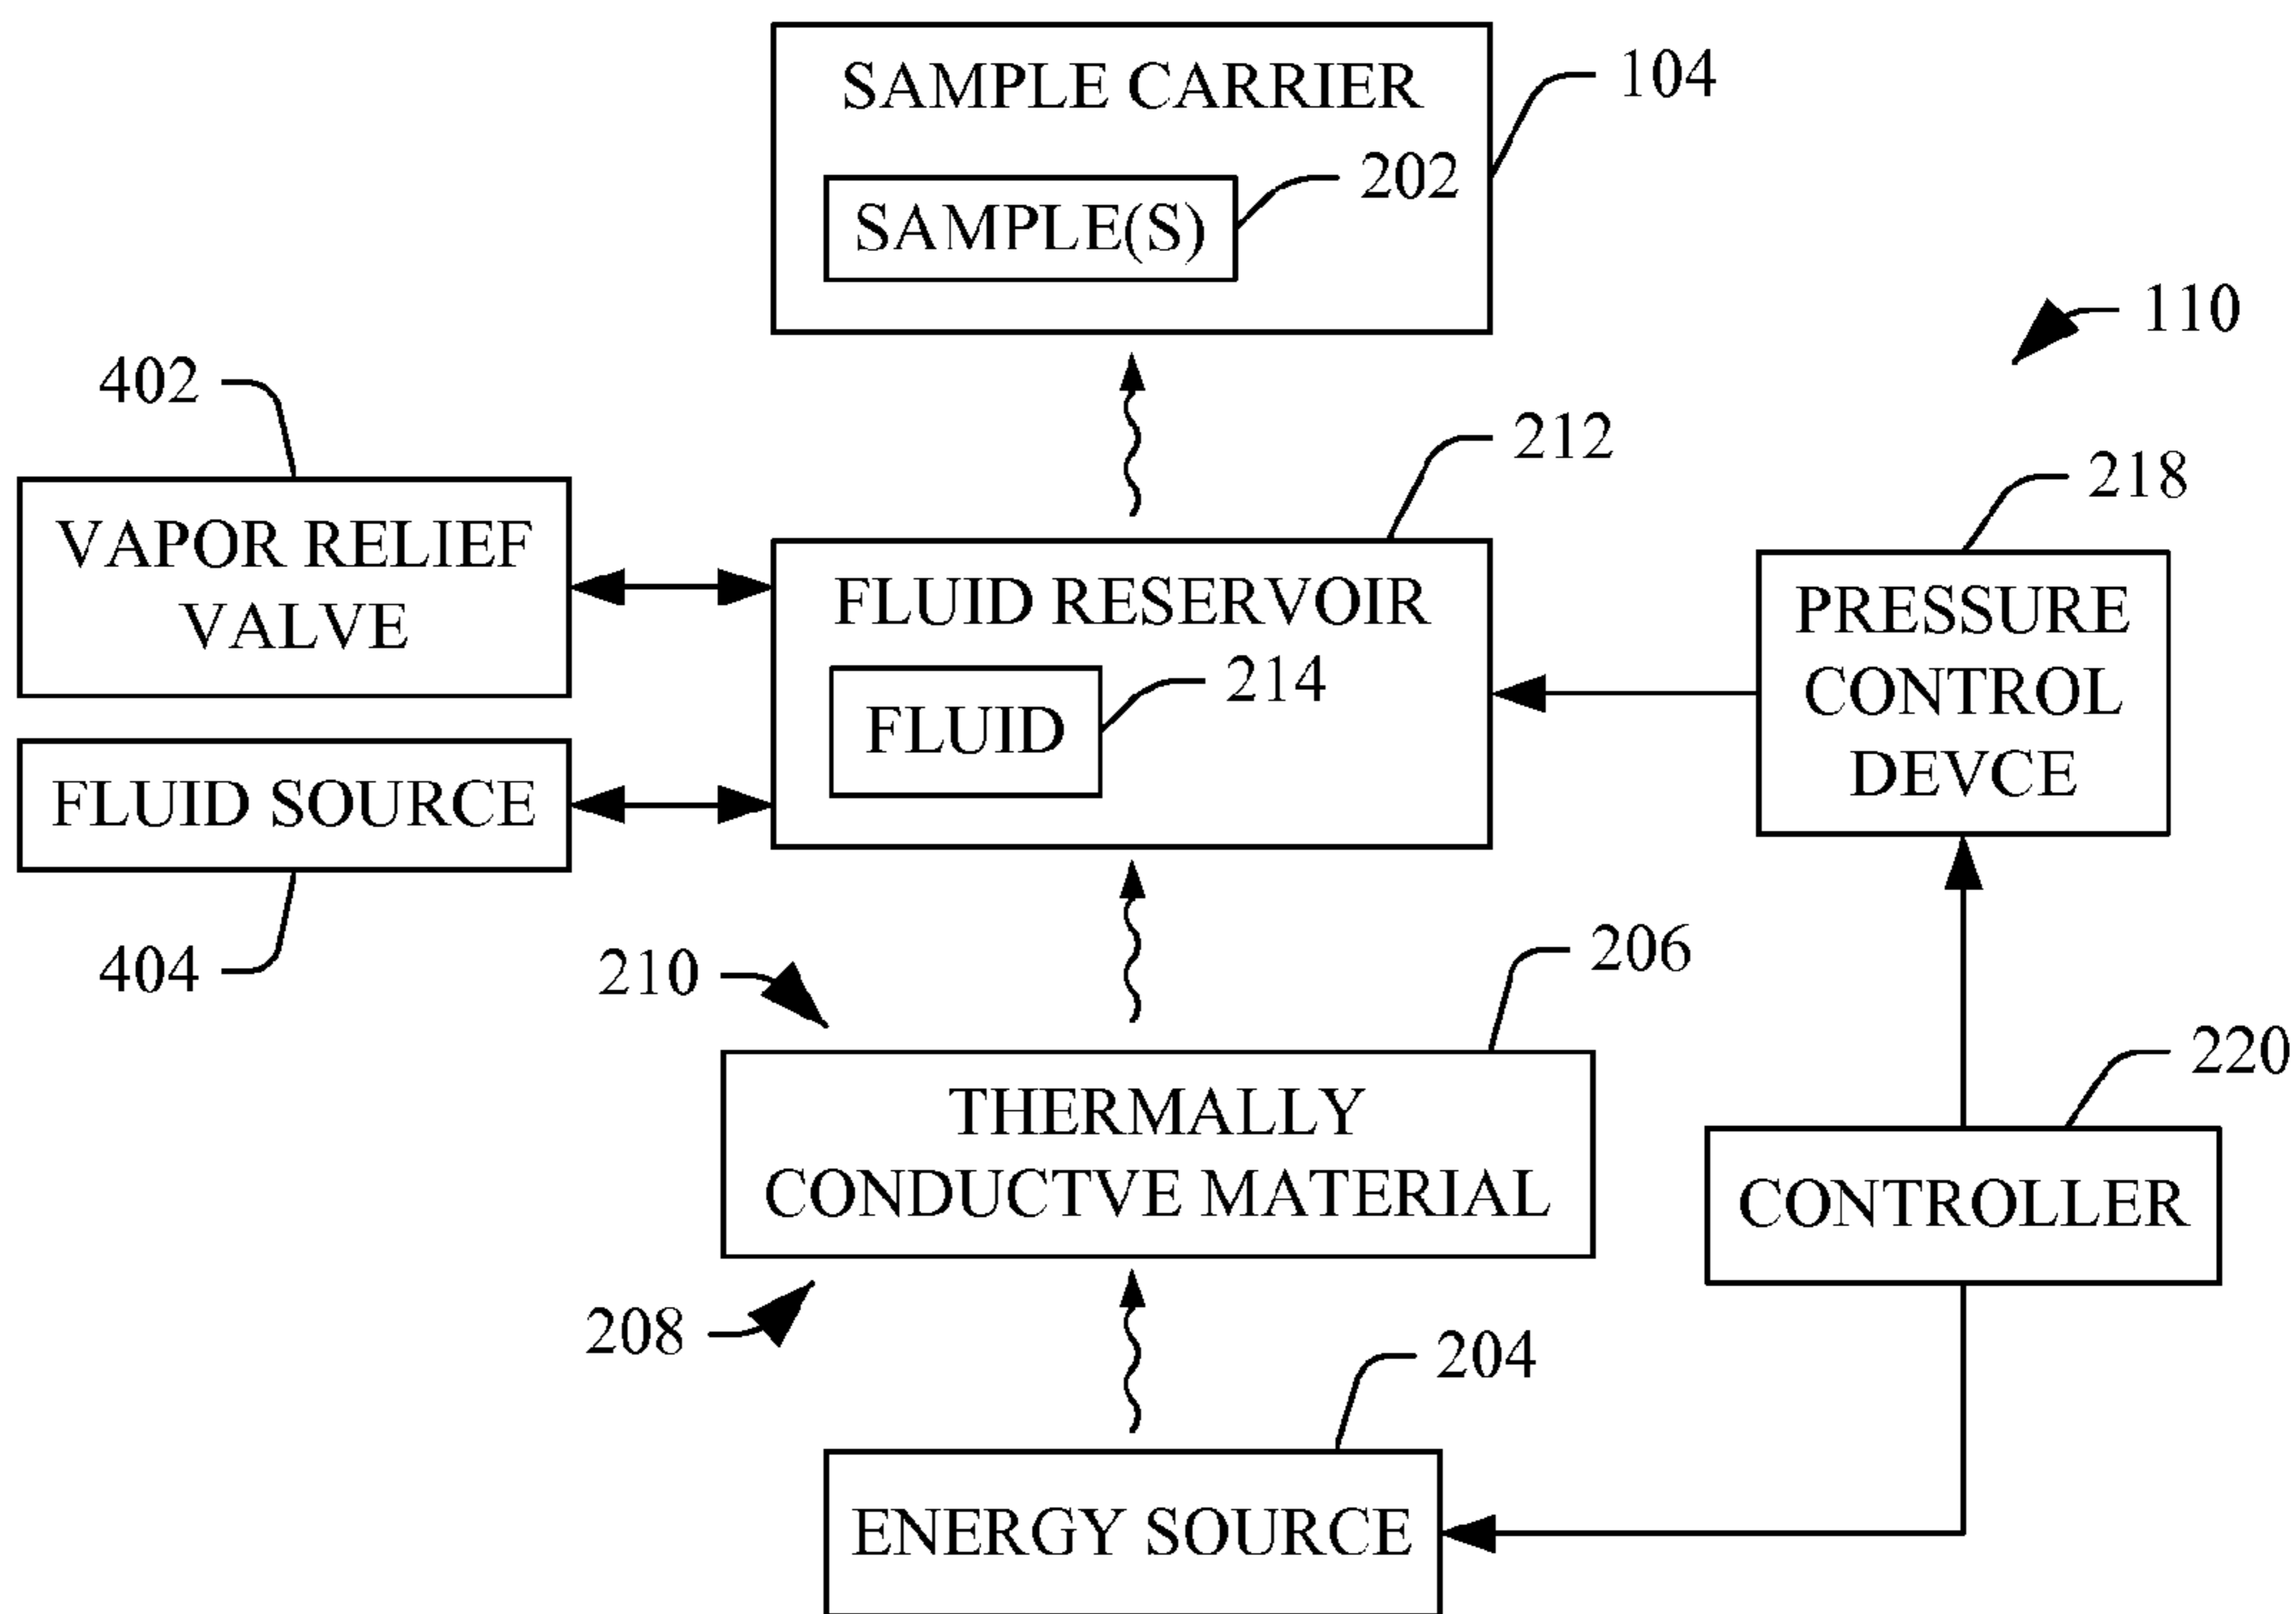 SAMPLE CARRIER
104
SAMPLE(S)
202
110
402
212
218
VAPOR RELIEF
VALVE
FLUID RESERVOIR
PRESSURE
CONTROL
DEVCE
214
FLUID
FLUID SOURCE
404
210
206
THERMALLY
CONDUCTVE MATERIAL
220
CONTROLLER
208
204
ENERGY SOURCE